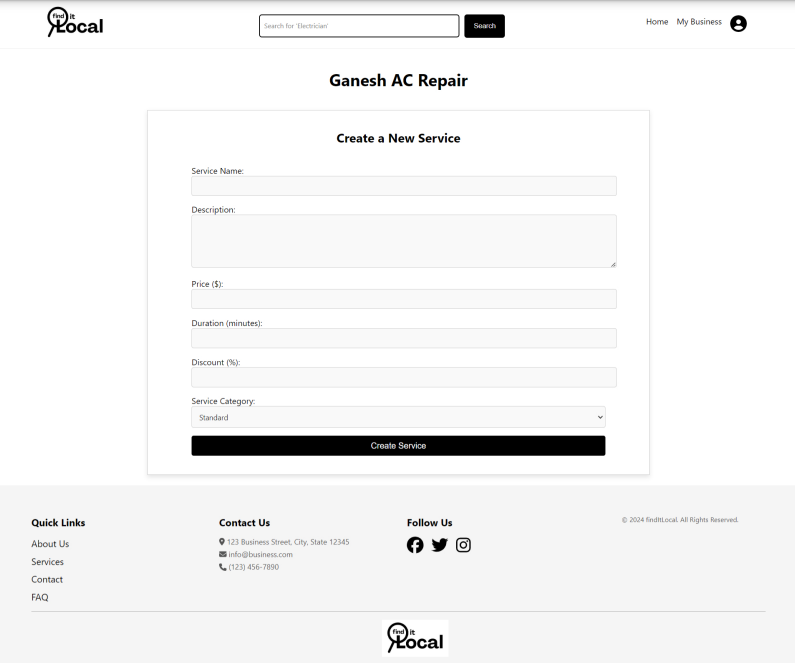 find it
Local
Search for 'Electrician'
Search
Home
My Business
Ganesh AC Repair
Create a New Service
Service Name:
Description:
Price ($):
Duration (minutes):
Discount (%):
Service Category:
Standard
Create Service
Quick Links
About Us
Services
Contact
FAQ
Contact Us
123 Business Street, City, State 12345
info@business.com
(123) 456-7890
Follow Us
© 2024 findItLocal. All Rights Reserved.
find it
Local